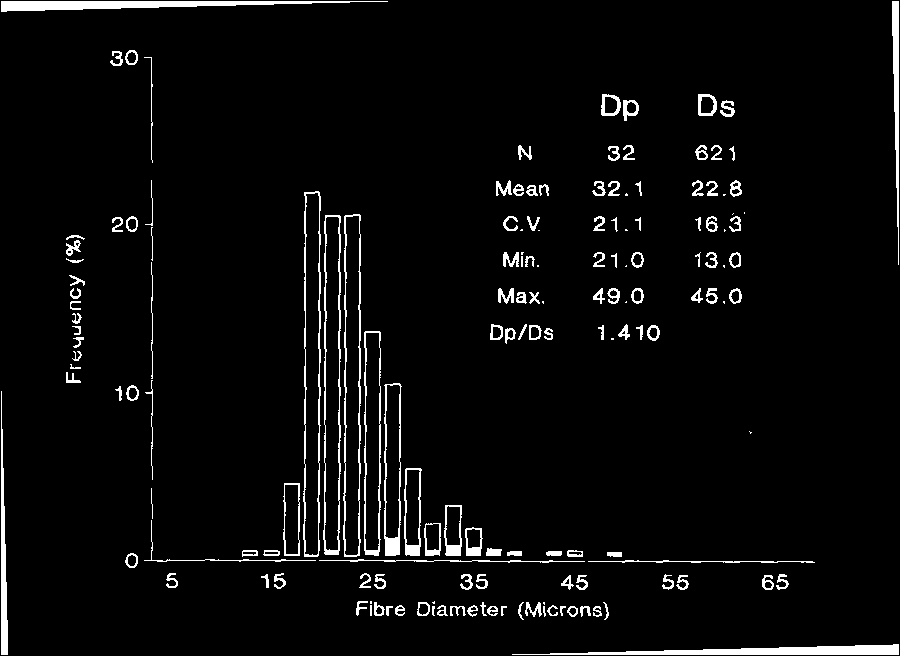 30
20
10
0
Frequency (%)
Dp Ds
N 32 621
Mean 32.1 22.8
C.V. 21.1 16.3
Min. 21.0 13.0
Max. 49.0 45.0
Dp/Ds 1.410
5 15 25 35 45 55 65
Fibre Diameter (Microns)